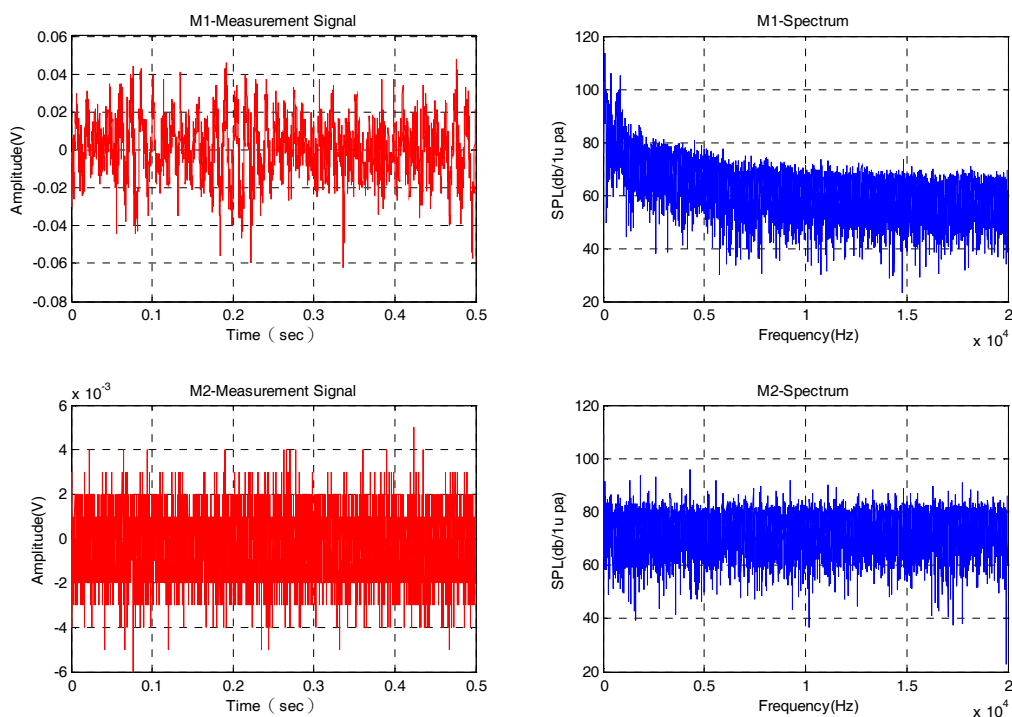 M1-Measurement Signal
0.06
0.04
0.02
0
-0.02
-0.04
-0.06
-0.08
Amplitude(V)
0 0.1 0.2 0.3 0.4 0.5
Time（sec）
M1-Spectrum
120
100
80
60
40
20
SPL(db/1u pa)
0 0.5 1 1.5 2
Frequency(Hz)
x 10^4
M2-Measurement Signal
x 10^-3
6
4
2
0
-2
-4
-6
Amplitude(V)
0 0.1 0.2 0.3 0.4 0.5
Time（sec）
M2-Spectrum
120
100
80
60
40
20
SPL(db/1u pa)
0 0.5 1 1.5 2
Frequency(Hz)
x 10^4